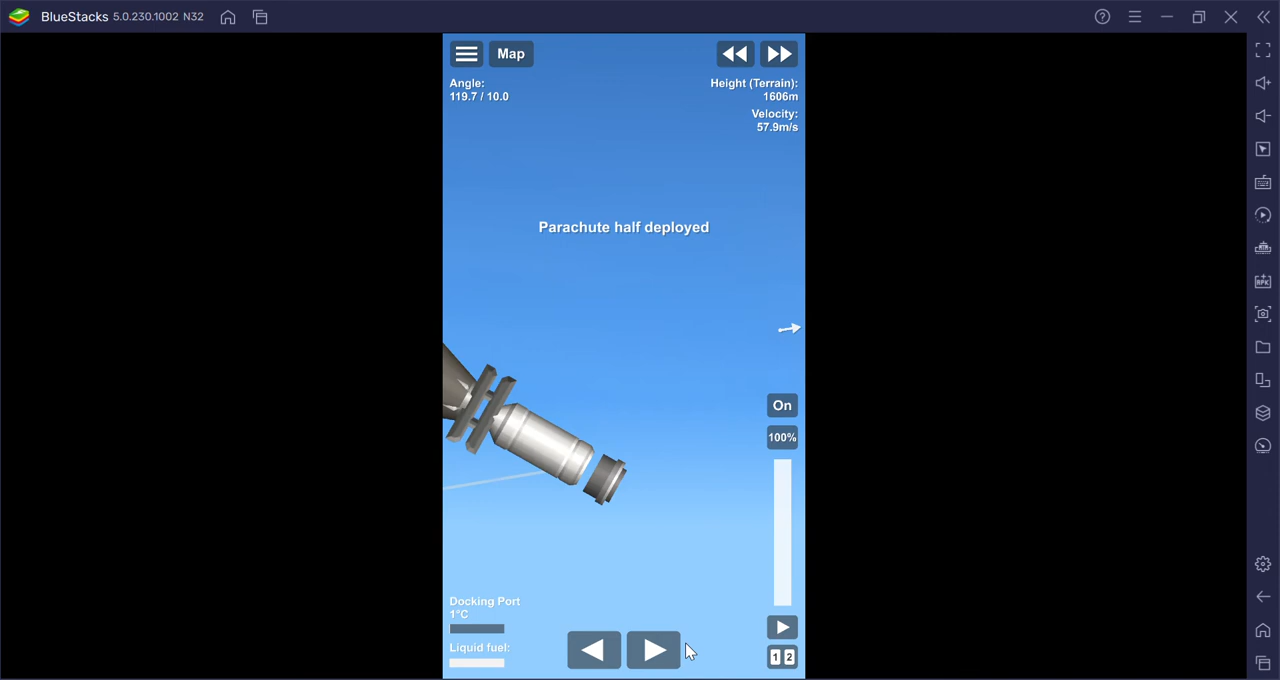 BlueStacks 5.0.230.1002 N32
Map
Angle:
119.7 / 10.0
Height (Terrain):
1606m
Velocity:
57.9m/s
Parachute half deployed
On
100%
Docking Port
1°C
Liquid fuel:
1 2
RPK